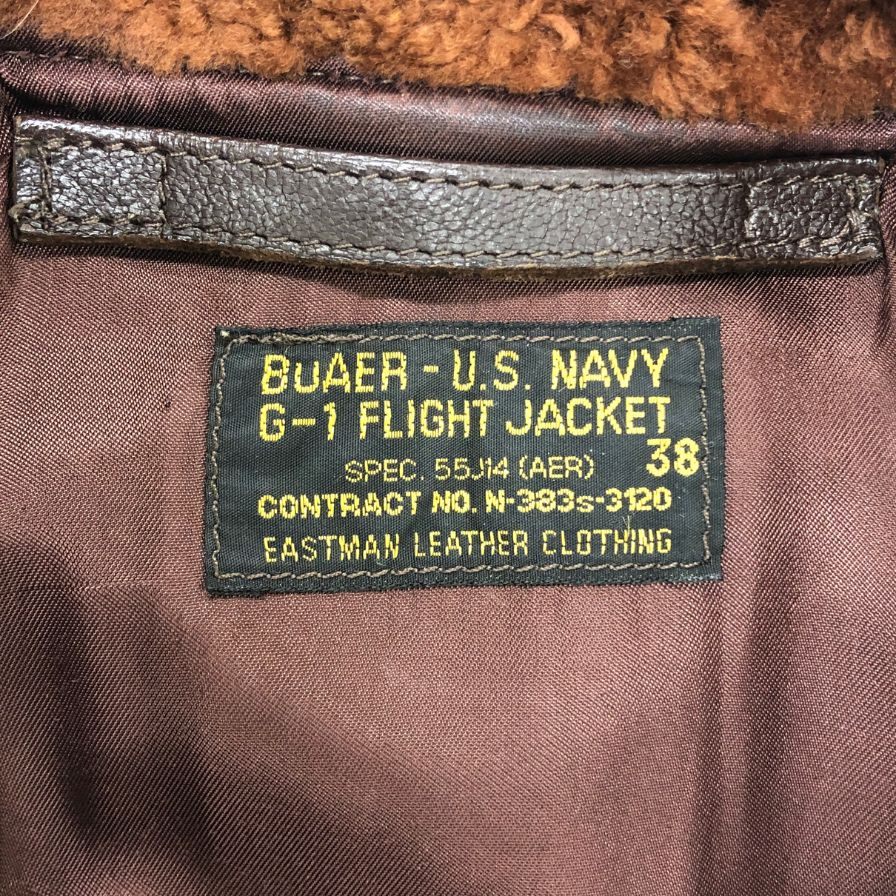 BuAER - U.S. NAVY
G-1 FLIGHT JACKET
SPEC. 55J14 (AER) 38
CONTRACT NO. N-383s-3120
EASTMAN LEATHER CLOTHING